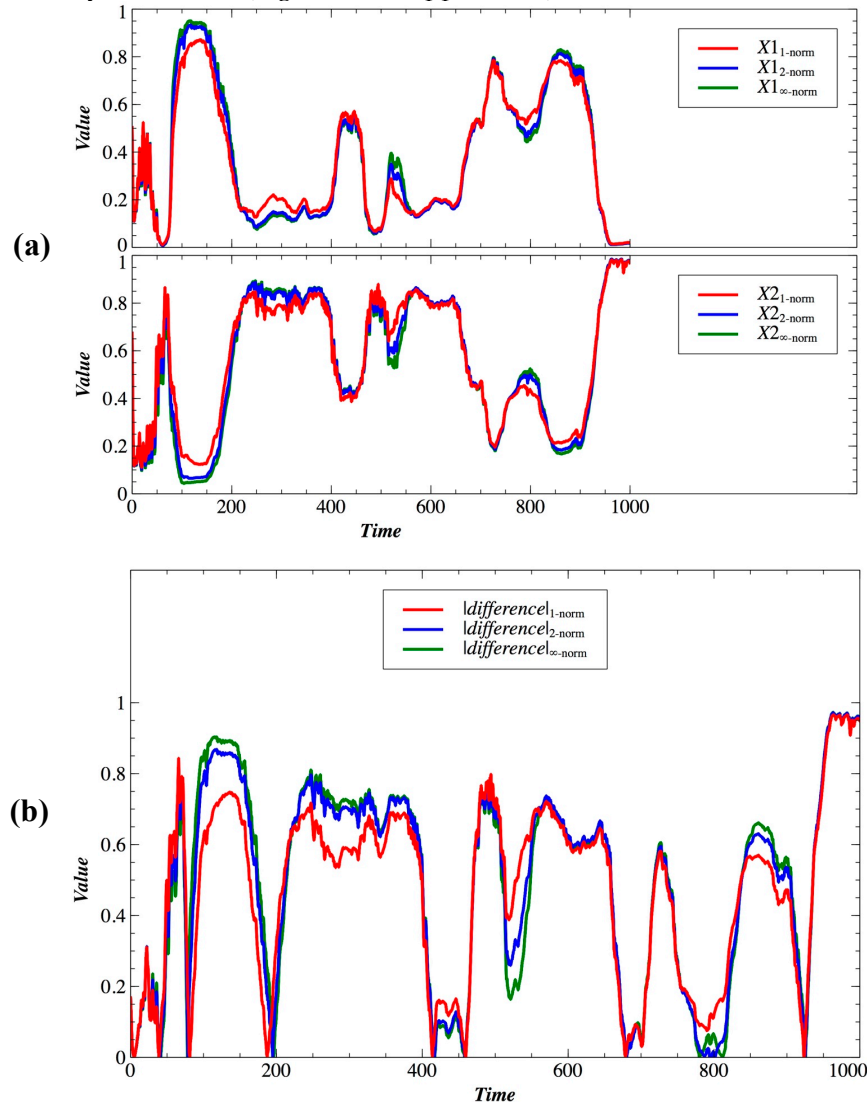 1
0.8
0.6
0.4
0.2
0
Value
X1₁-norm
X1₂-norm
X1∞-norm
(a)
1
0.8
0.6
0.4
0.2
0
Value
X2₁-norm
X2₂-norm
X2∞-norm
0 200 400 600 800 1000
Time
|difference|₁-norm
|difference|₂-norm
|difference|∞-norm
(b)
1
0.8
0.6
0.4
0.2
0
Value
0 200 400 600 800 1000
Time